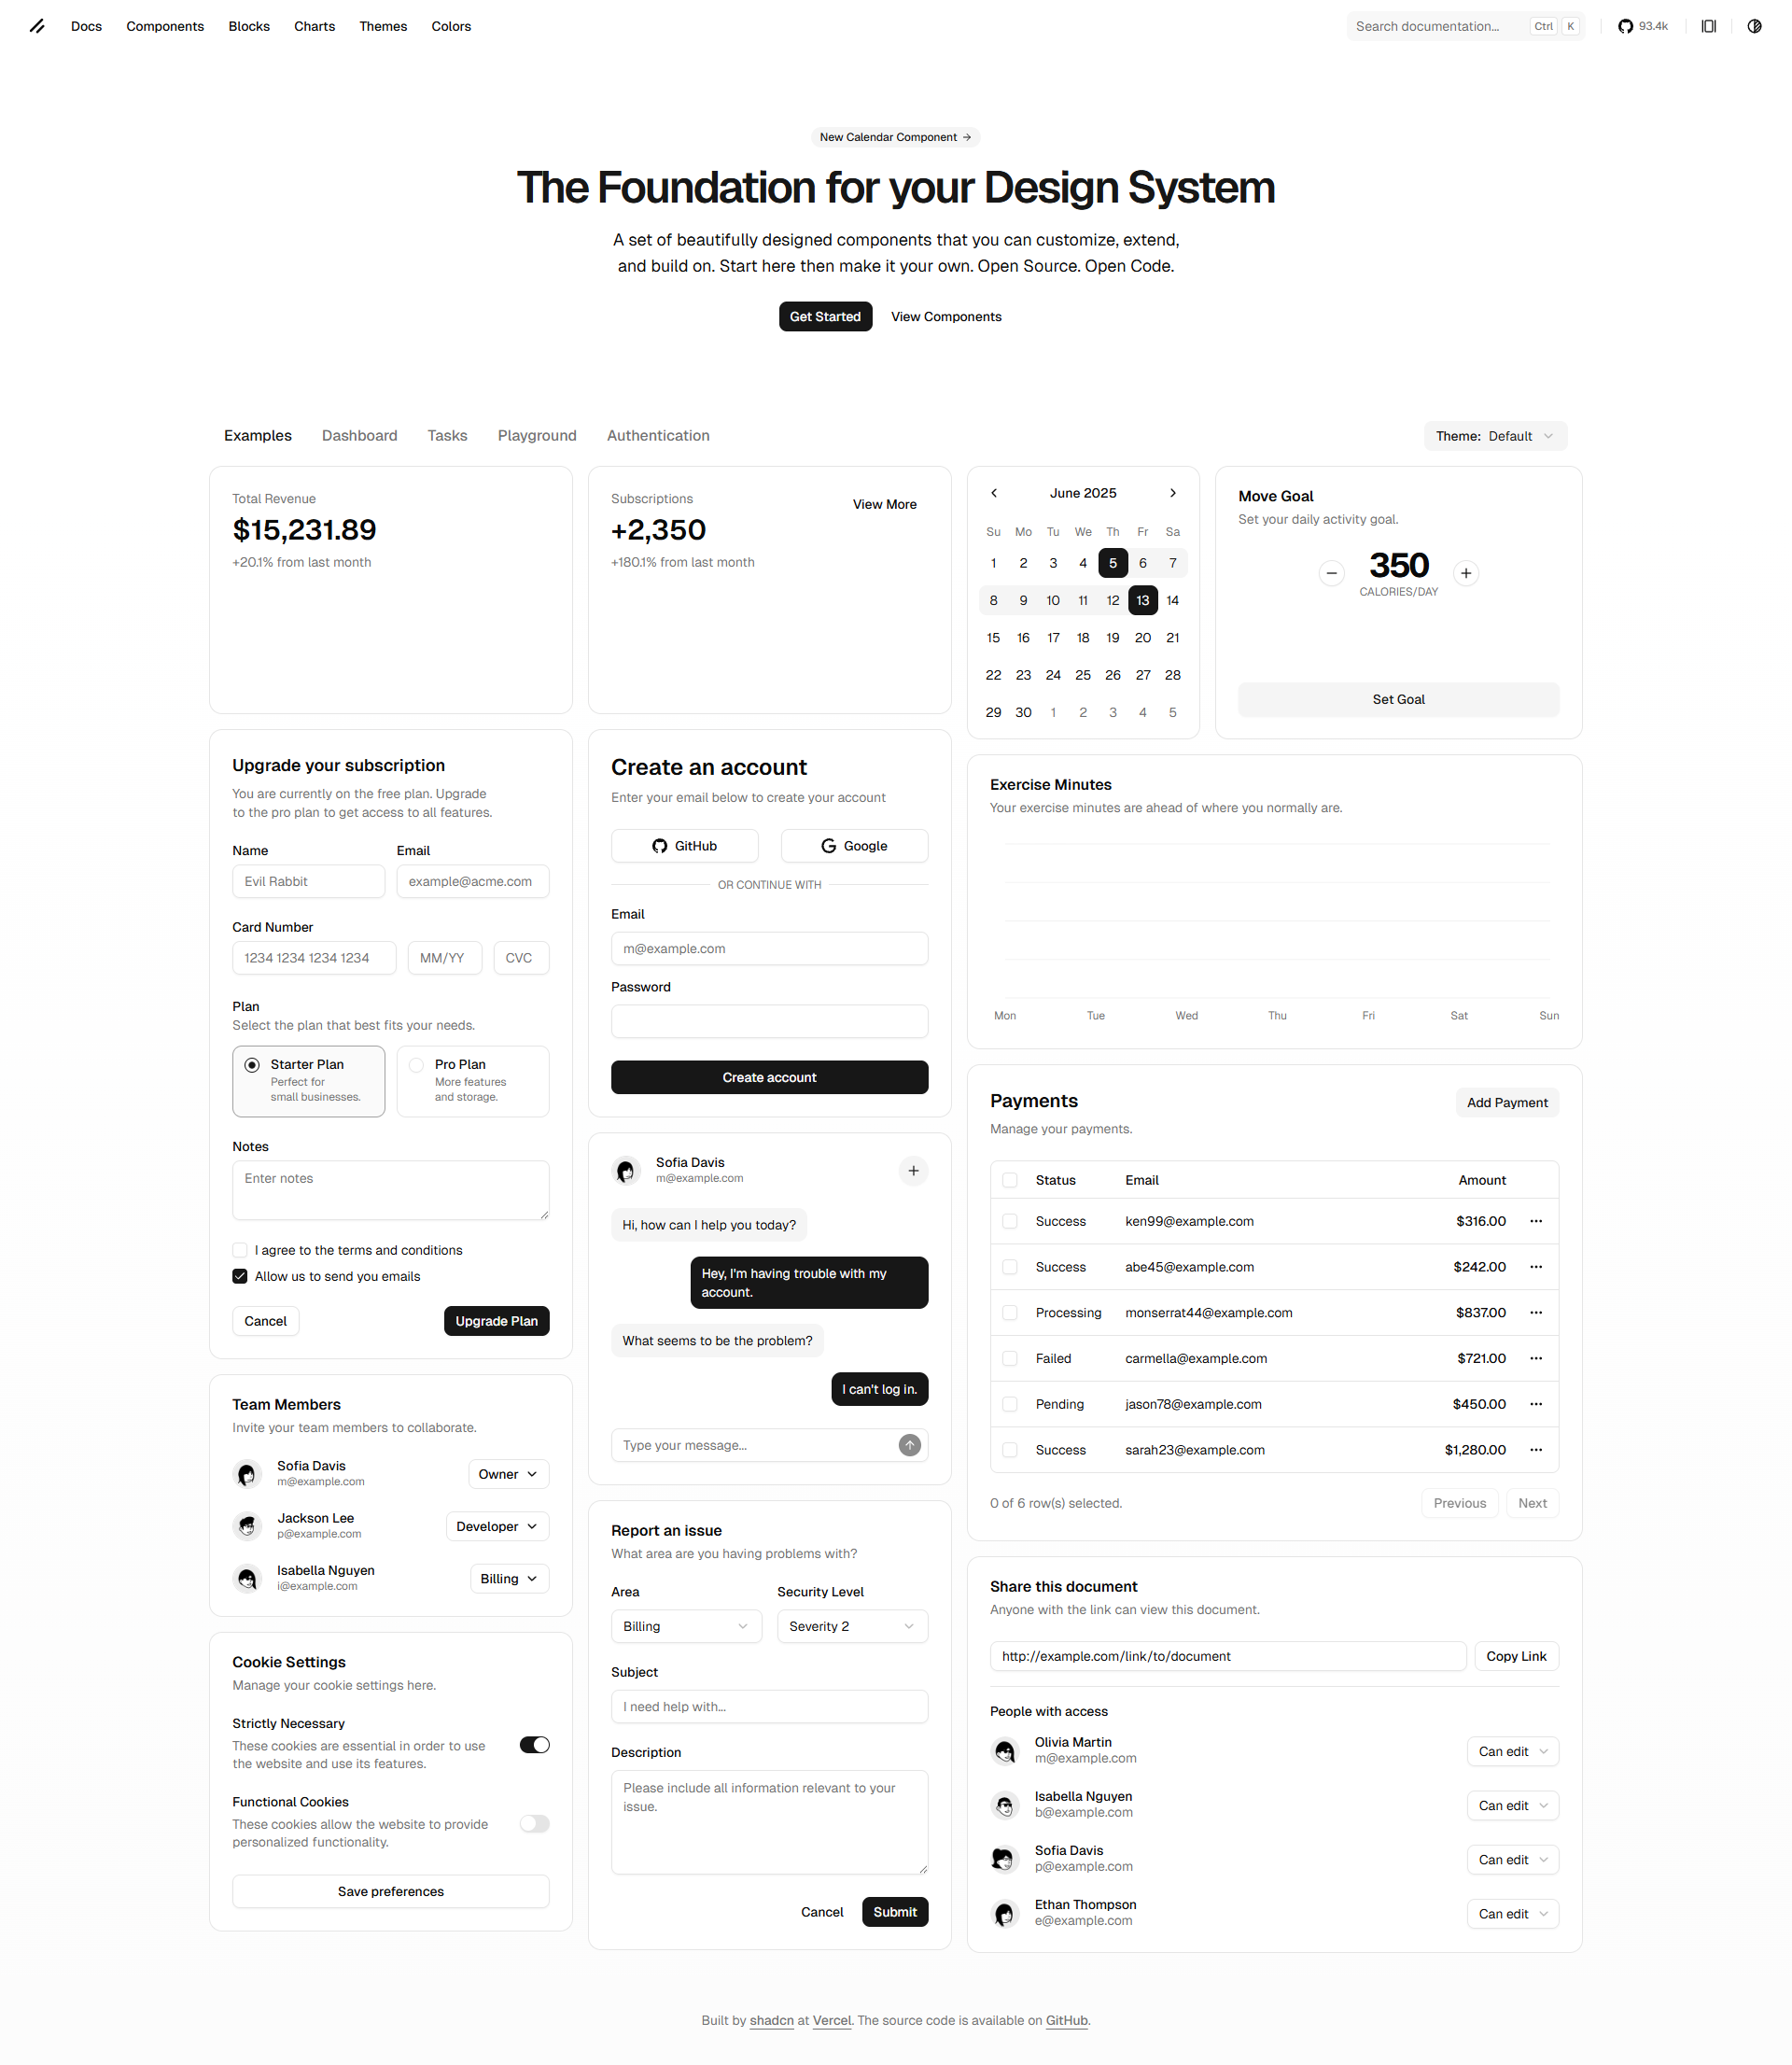 Docs Components Blocks Charts Themes Colors Search documentation... Ctrl K 93.4k
New Calendar Component →
The Foundation for your Design System
A set of beautifully designed components that you can customize, extend,
and build on. Start here then make it your own. Open Source. Open Code.
Get Started View Components
Examples Dashboard Tasks Playground Authentication Theme: Default
Total Revenue
$15,231.89
+20.1% from last month
Subscriptions
View More
+2,350
+180.1% from last month
June 2025
Su Mo Tu We Th Fr Sa
1 2 3 4 5 6 7
8 9 10 11 12 13 14
15 16 17 18 19 20 21
22 23 24 25 26 27 28
29 30 1 2 3 4 5
Move Goal
Set your daily activity goal.
350
CALORIES/DAY
Set Goal
Upgrade your subscription
You are currently on the free plan. Upgrade
to the pro plan to get access to all features.
Name Email
Evil Rabbit example@acme.com
Card Number
1234 1234 1234 1234 MM/YY CVC
Plan
Select the plan that best fits your needs.
Starter Plan
Perfect for
small businesses.
Pro Plan
More features
and storage.
Notes
Enter notes
I agree to the terms and conditions
Allow us to send you emails
Cancel Upgrade Plan
Team Members
Invite your team members to collaborate.
Sofia Davis
m@example.com
Owner
Jackson Lee
p@example.com
Developer
Isabella Nguyen
i@example.com
Billing
Cookie Settings
Manage your cookie settings here.
Strictly Necessary
These cookies are essential in order to use
the website and use its features.
Functional Cookies
These cookies allow the website to provide
personalized functionality.
Save preferences
Create an account
Enter your email below to create your account
GitHub Google
OR CONTINUE WITH
Email
m@example.com
Password
Create account
Sofia Davis
m@example.com
Hi, how can I help you today?
Hey, I'm having trouble with my
account.
What seems to be the problem?
I can't log in.
Type your message...
Report an issue
What area are you having problems with?
Area Security Level
Billing Severity 2
Subject
I need help with...
Description
Please include all information relevant to your
issue.
Cancel Submit
Exercise Minutes
Your exercise minutes are ahead of where you normally are.
Mon Tue Wed Thu Fri Sat Sun
Payments
Add Payment
Manage your payments.
Status Email Amount
Success ken99@example.com $316.00
Success abe45@example.com $242.00
Processing monserrat44@example.com $837.00
Failed carmella@example.com $721.00
Pending jason78@example.com $450.00
Success sarah23@example.com $1,280.00
0 of 6 row(s) selected. Previous Next
Share this document
Anyone with the link can view this document.
http://example.com/link/to/document Copy Link
People with access
Olivia Martin
m@example.com
Can edit
Isabella Nguyen
b@example.com
Can edit
Sofia Davis
p@example.com
Can edit
Ethan Thompson
e@example.com
Can edit
Built by shadcn at Vercel. The source code is available on GitHub.